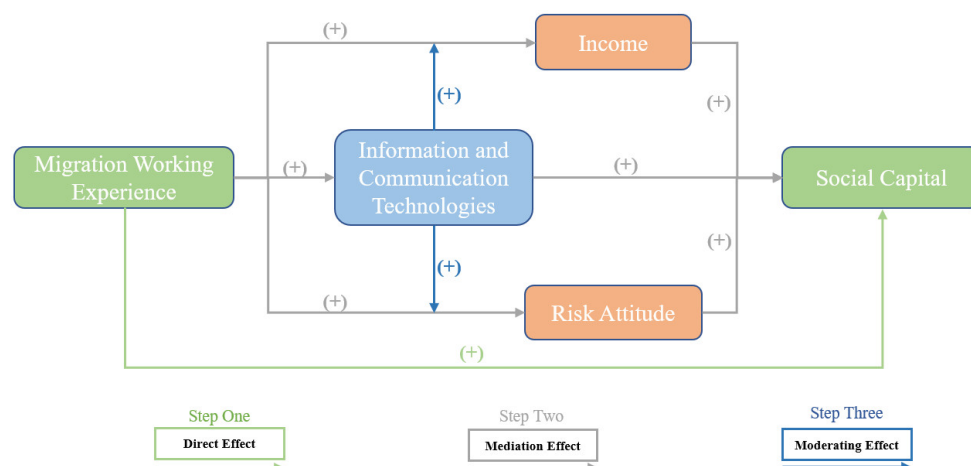 (+)
Income
(+)
(+)
Migration Working
Experience
(+)
Information and
Communication
Technologies
(+)
Social Capital
(+)
(+)
(+)
Risk Attitude
(+)
Step One
Direct Effect
Step Two
Mediation Effect
Step Three
Moderating Effect